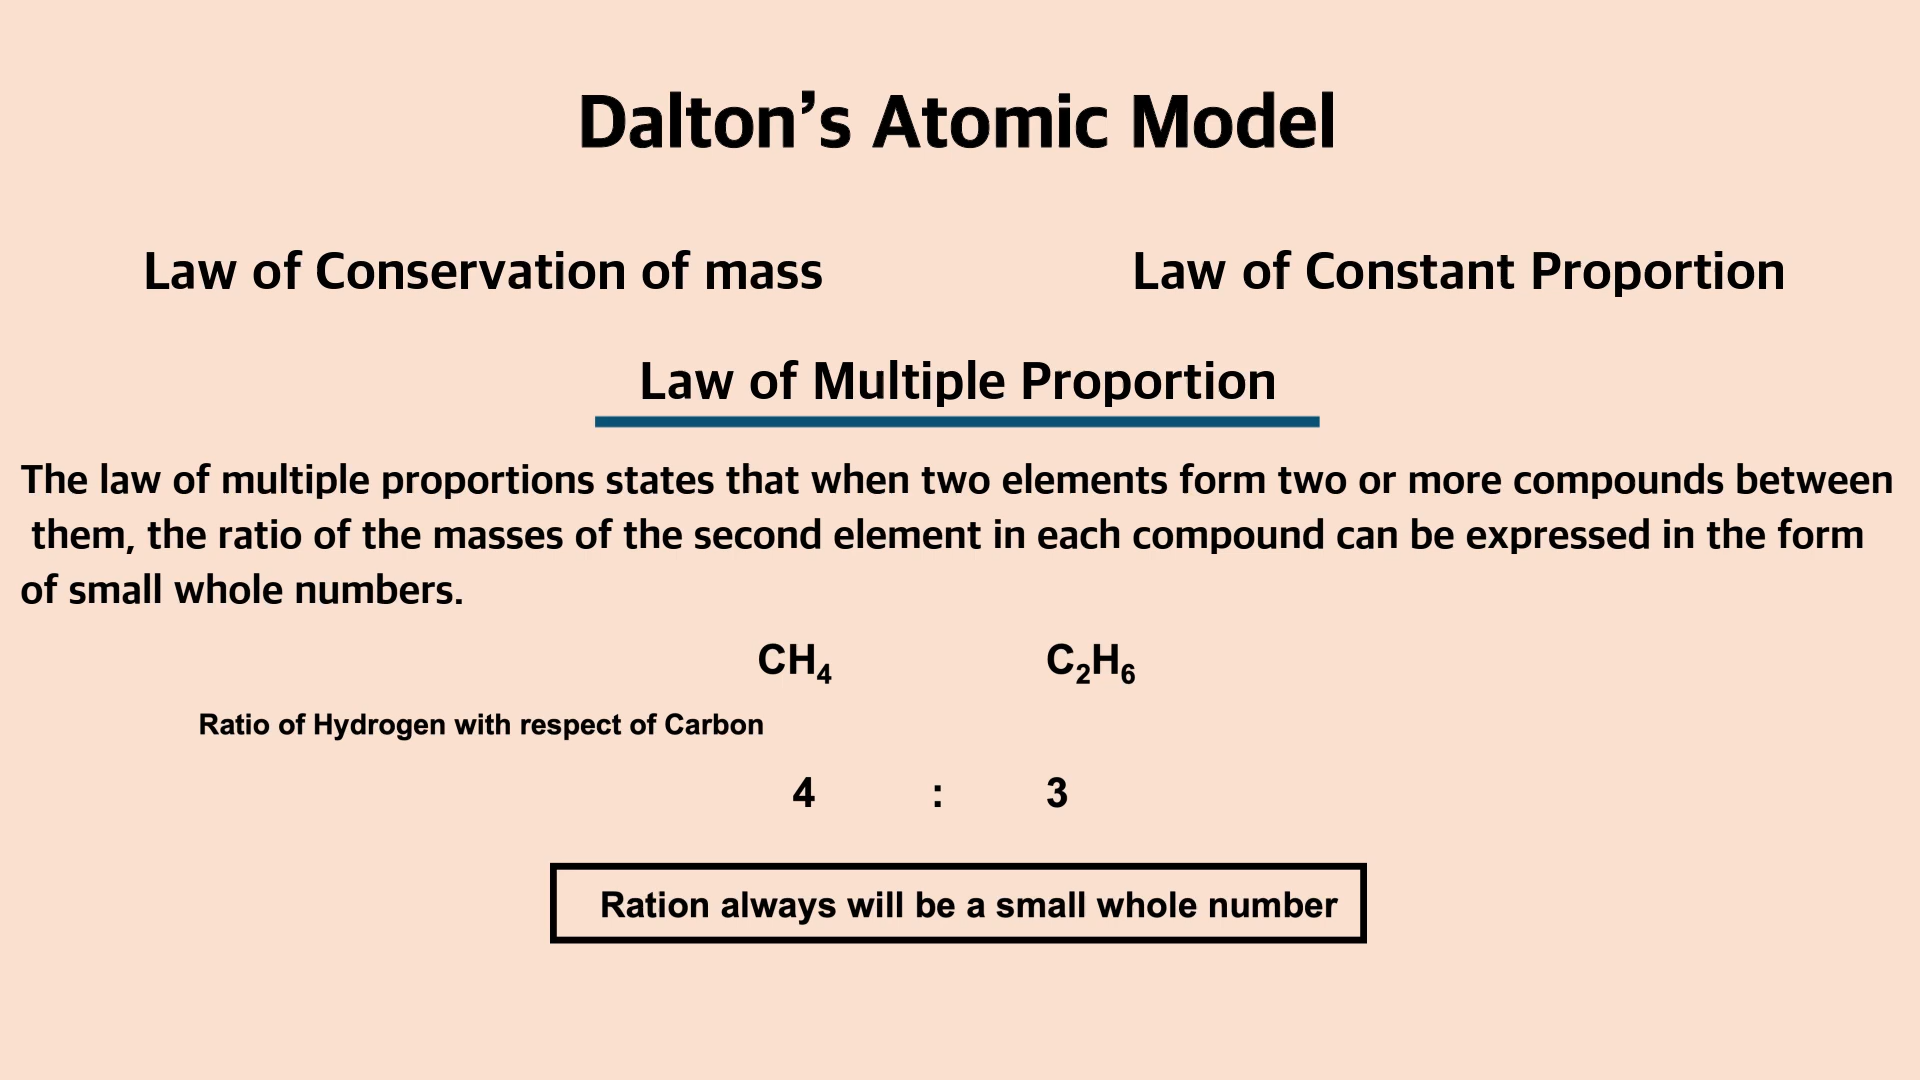 Dalton’s Atomic Model
Law of Conservation of mass
Law of Constant Proportion
Law of Multiple Proportion
The law of multiple proportions states that when two elements form two or more compounds between
them, the ratio of the masses of the second element in each compound can be expressed in the form
of small whole numbers.
CH₄ C₂H₆
Ratio of Hydrogen with respect of Carbon
4 : 3
Ration always will be a small whole number